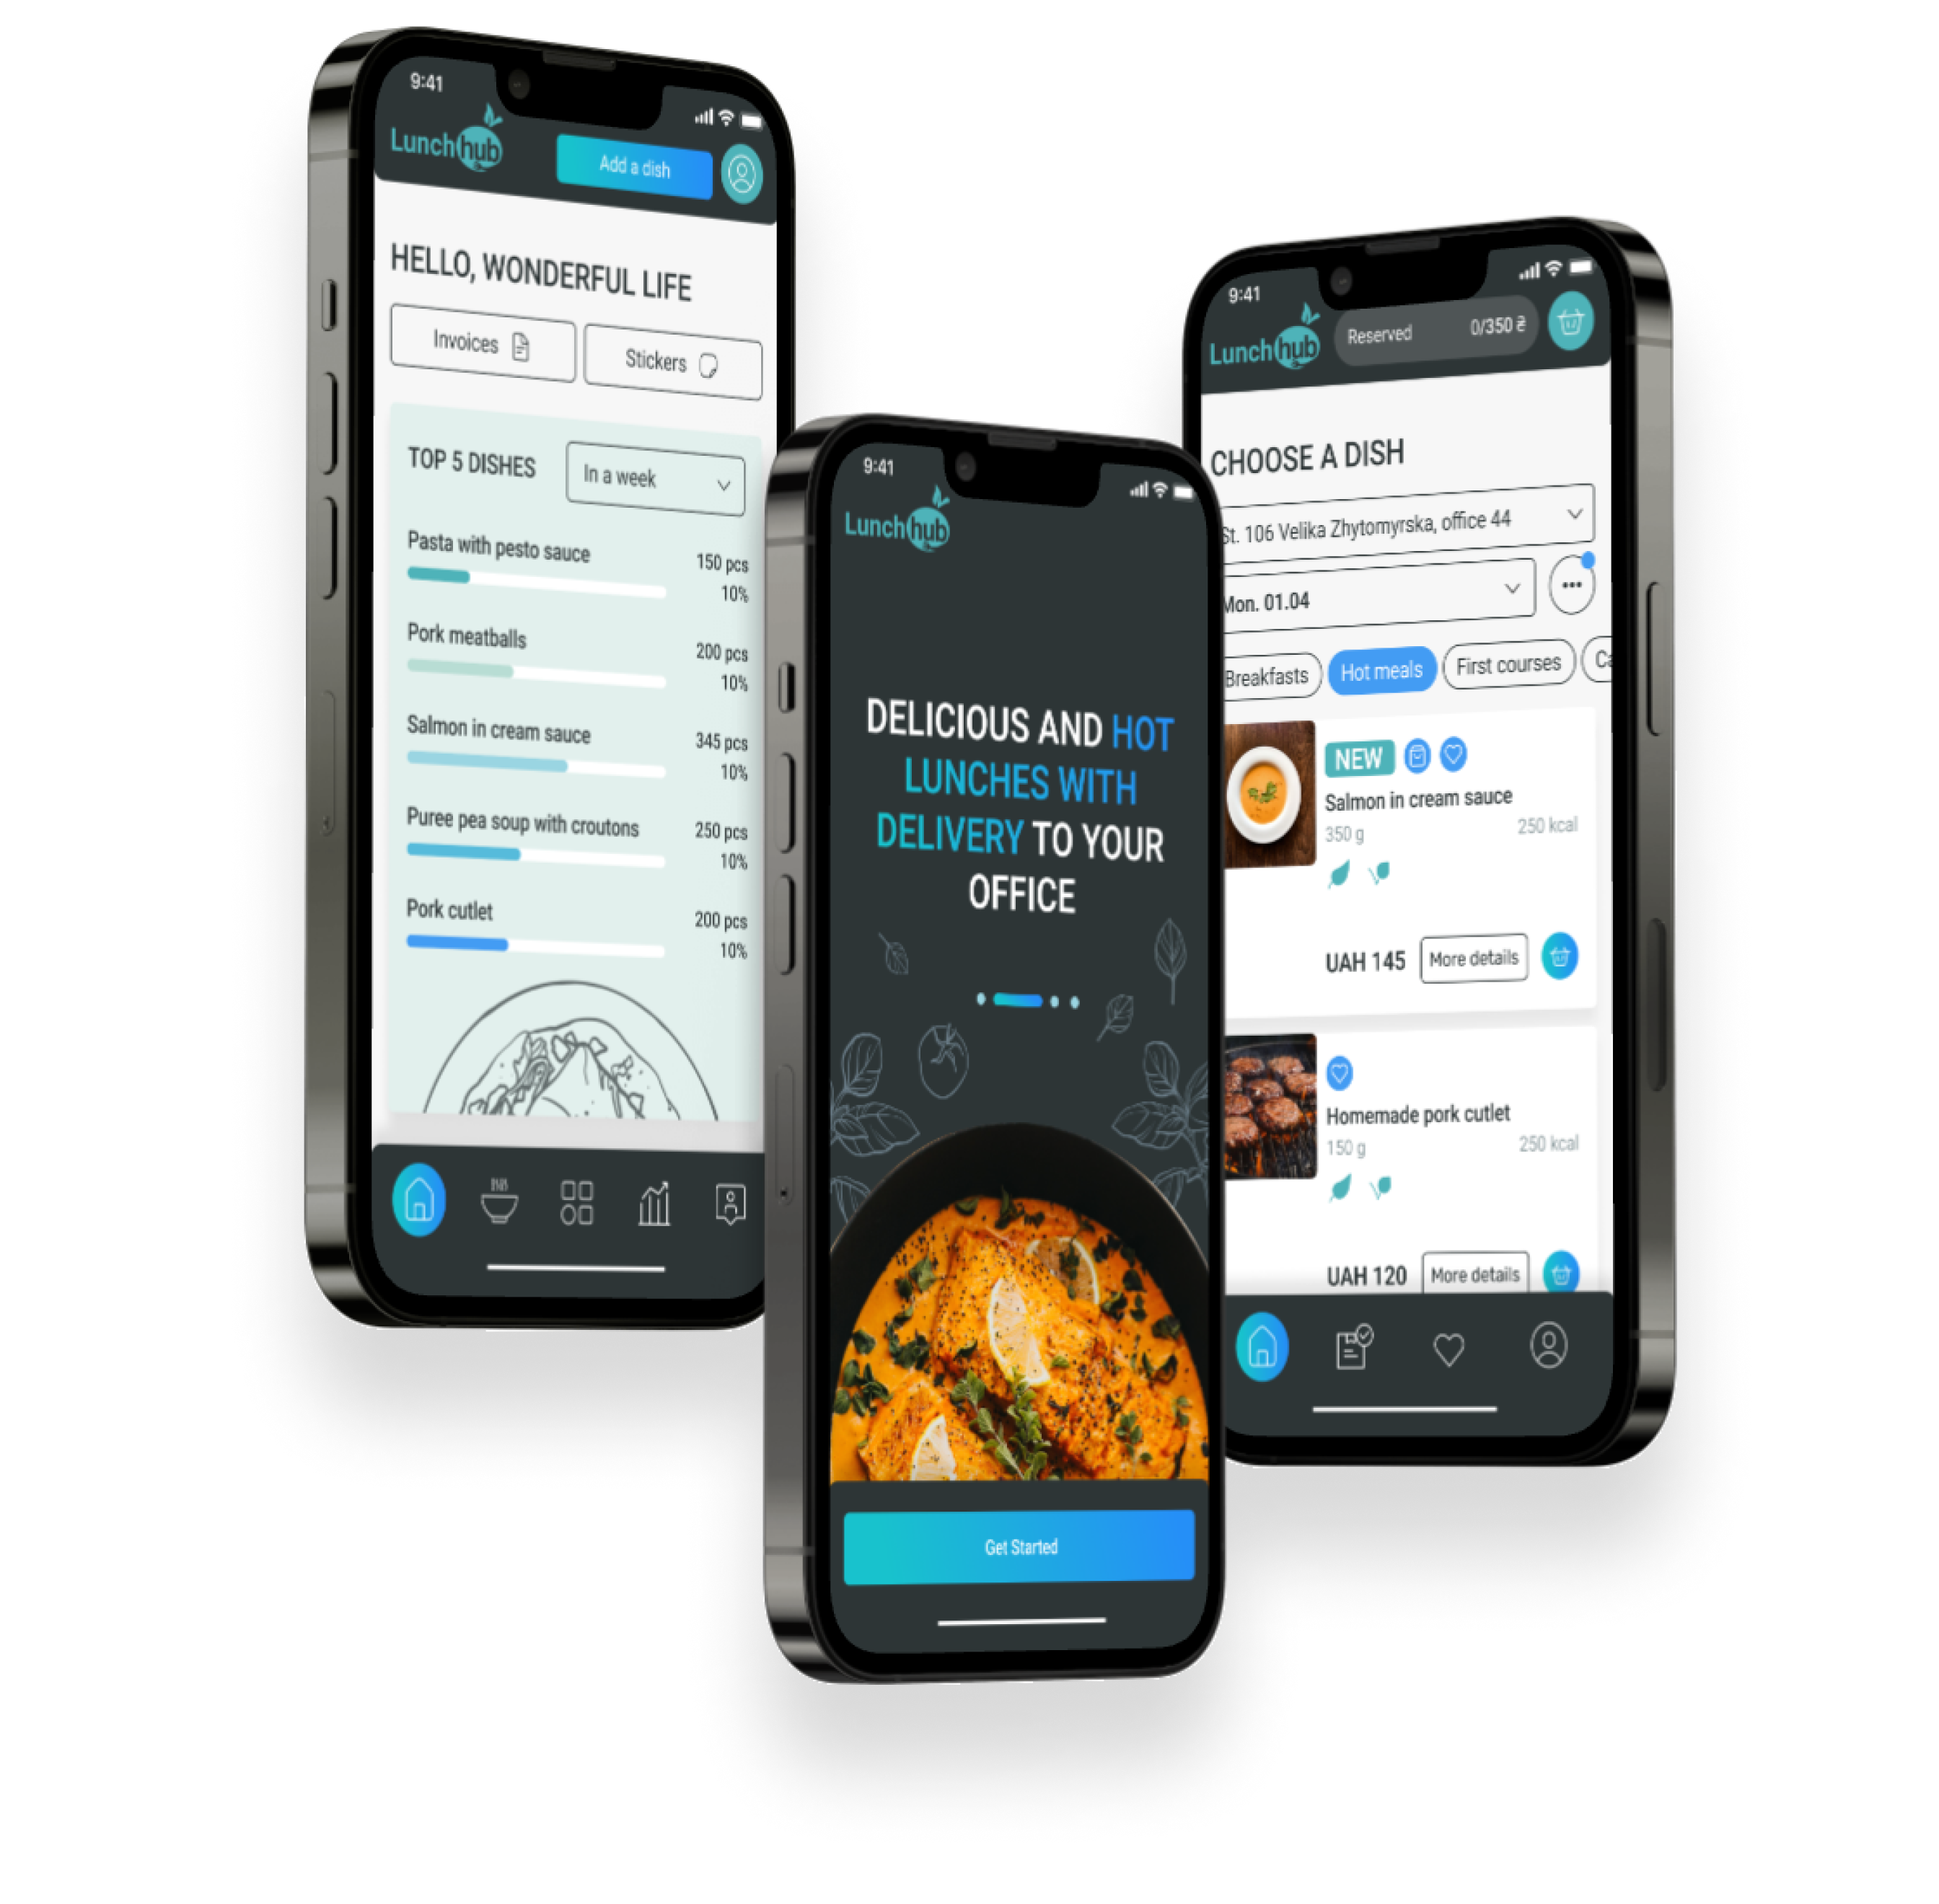 9:41
Lunch hub
Add a dish
HELLO, WONDERFUL LIFE
Invoices
Stickers
TOP 5 DISHES
In a week
Pasta with pesto sauce
150 pcs
10%
Pork meatballs
200 pcs
10%
Salmon in cream sauce
345 pcs
10%
Puree pea soup with croutons
250 pcs
10%
Pork cutlet
200 pcs
10%
9:41
Lunch hub
DELICIOUS AND HOT
LUNCHES WITH
DELIVERY TO YOUR
OFFICE
Get Started
9:41
Lunch hub
Reserved
0/350 ₴
CHOOSE A DISH
St. 106 Velika Zhytomyrska, office 44
Mon. 01.04
Breakfasts
Hot meals
First courses
Ca
NEW
Salmon in cream sauce
350 g
250 kcal
UAH 145
More details
Homemade pork cutlet
150 g
250 kcal
UAH 120
More details